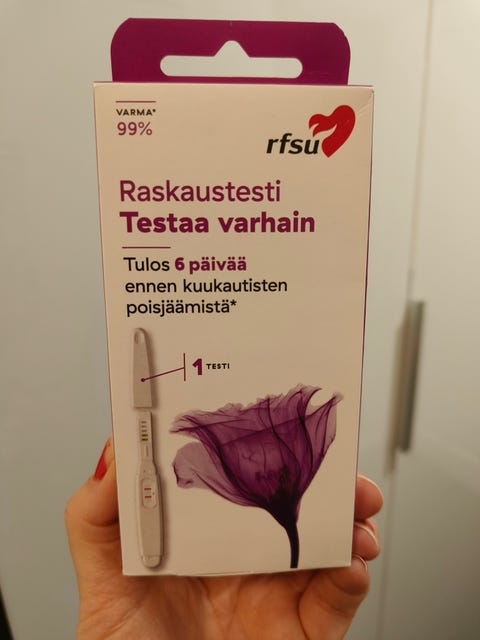 VARMA*
99%
rfsu
Raskaustesti
Testaa varhain
Tulos 6 päivää
ennen kuukautisten
poisjäämistä*
1 TESTI